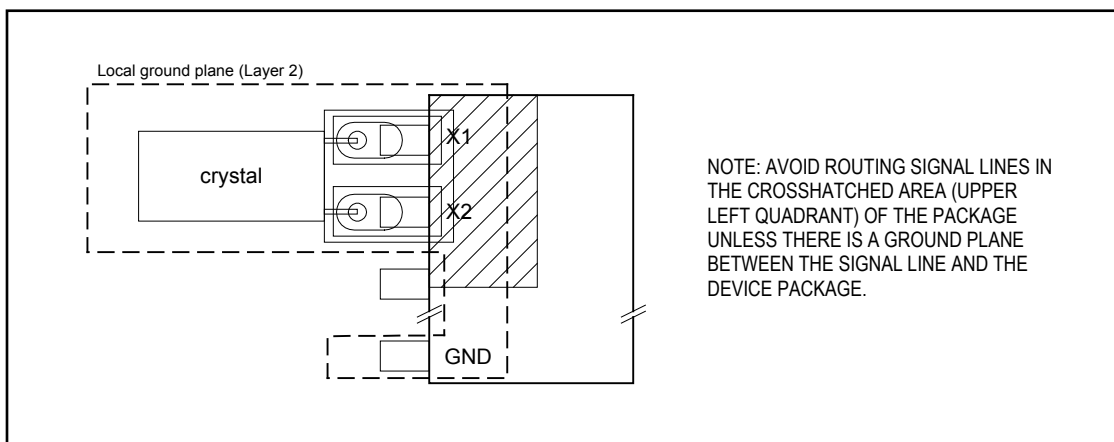 Local ground plane (Layer 2)
X1
crystal
X2
GND
NOTE: AVOID ROUTING SIGNAL LINES IN
THE CROSSHATCHED AREA (UPPER
LEFT QUADRANT) OF THE PACKAGE
UNLESS THERE IS A GROUND PLANE
BETWEEN THE SIGNAL LINE AND THE
DEVICE PACKAGE.